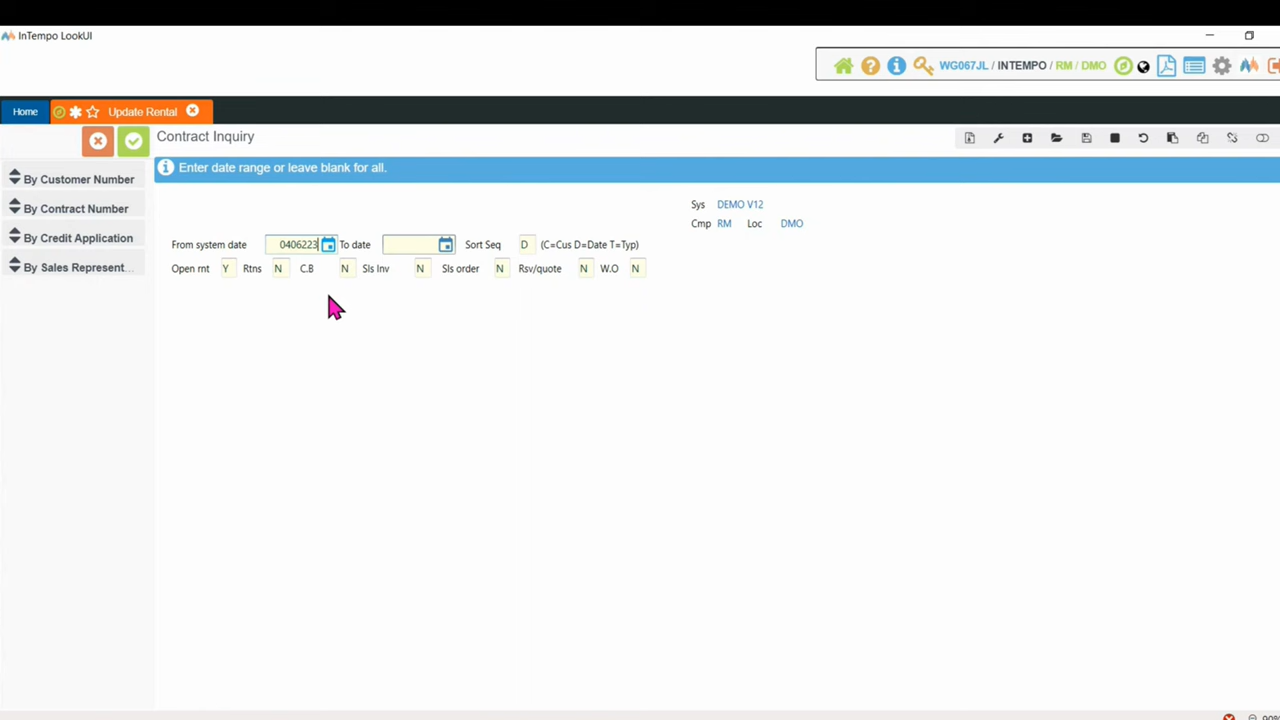 InTempo LookUI
WG067JL / INTEMPO / RM / DMO
Home
Update Rental
Contract Inquiry
Enter date range or leave blank for all.
By Customer Number
By Contract Number
By Credit Application
By Sales Represent...
Sys DEMO V12
Cmp RM Loc DMO
From system date 0406223 To date Sort Seq D (C=Cus D=Date T=Typ)
Open rnt Y Rtns N C.B N Sls Inv N Sls order N Rsv/quote N W.O N